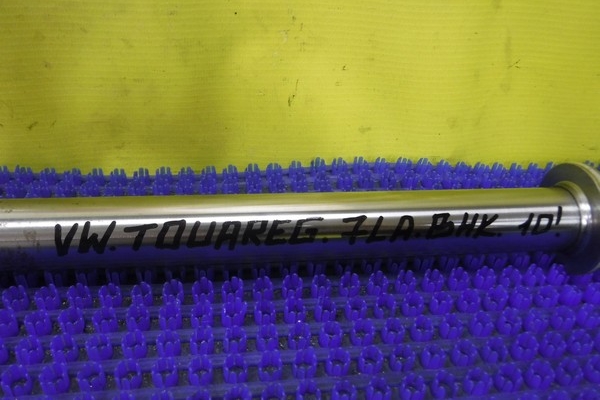 VW. TOUAREG. 7LA. BHK. 10!